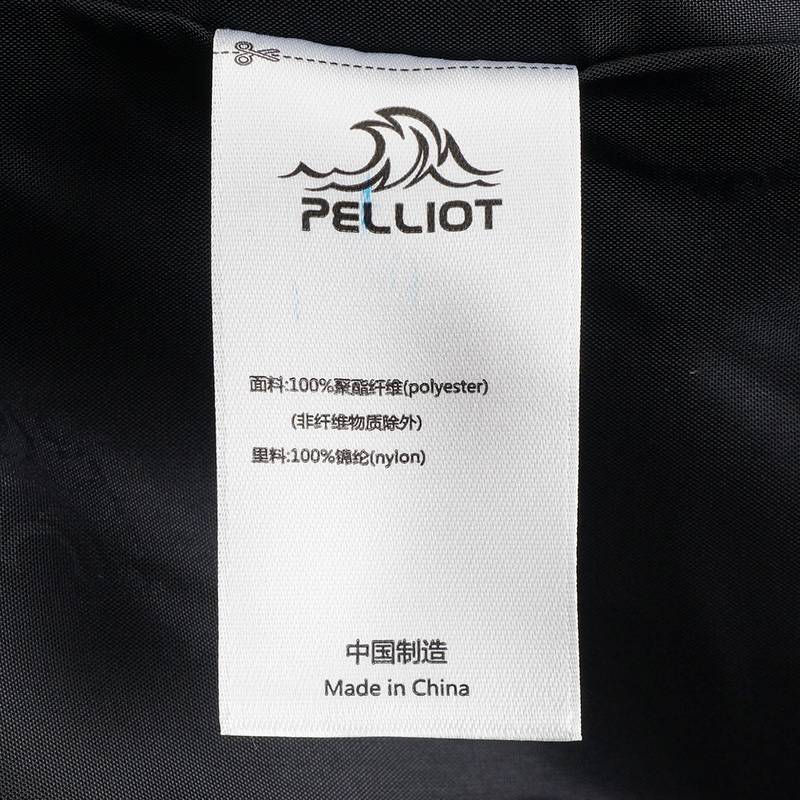 PELLIOT
面料:100%聚酯纤维(polyester)
(非纤维物质除外)
里料:100%锦纶(nylon)
中国制造
Made in China